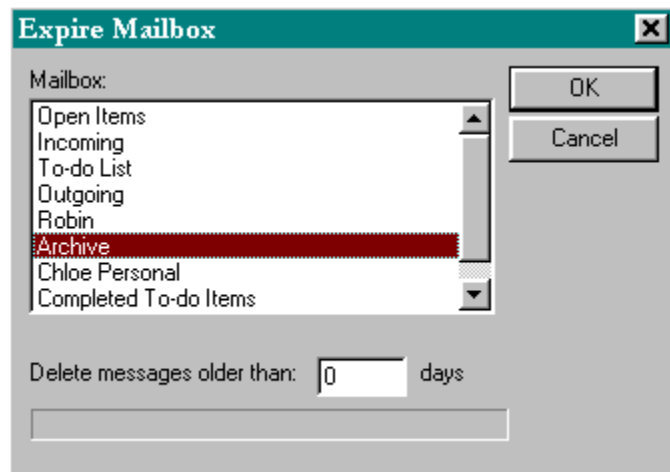 Expire Mailbox
Mailbox:
Open Items
Incoming
To-do List
Outgoing
Robin
Archive
Chloe Personal
Completed To-do Items
OK
Cancel
Delete messages older than: 0 days